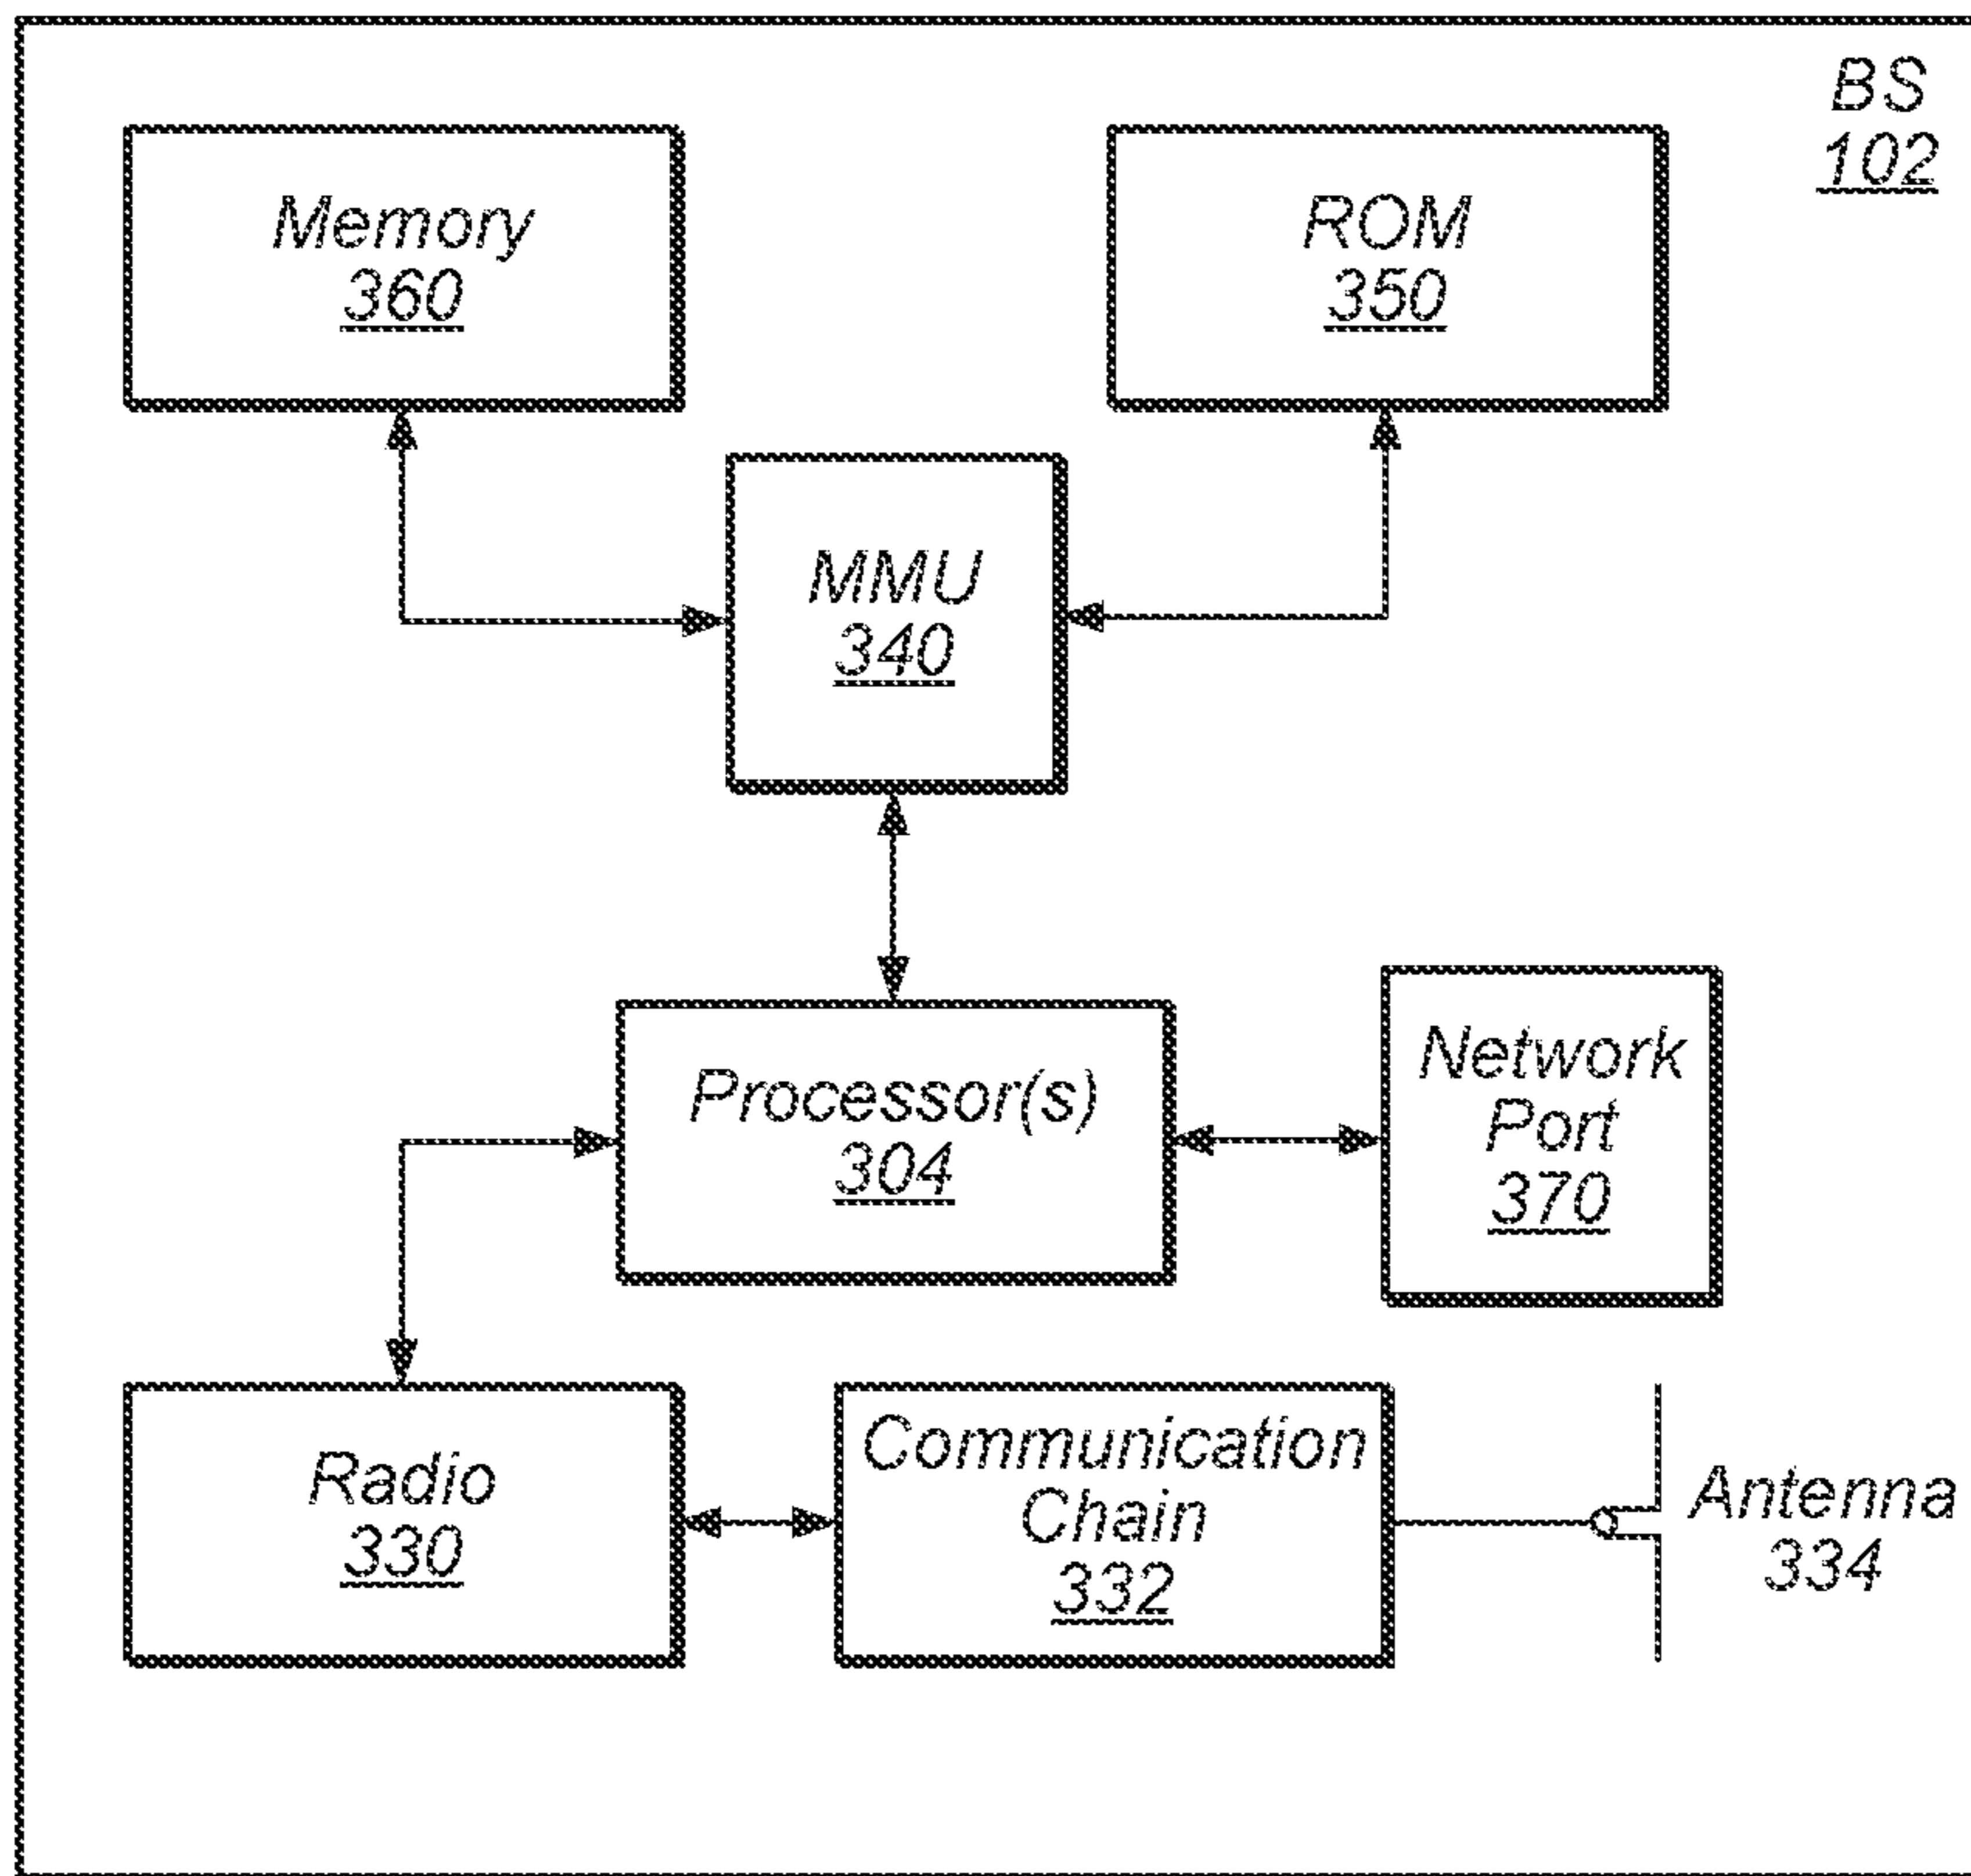 BS
102
Memory
360
ROM
350
MMU
340
Processor(s)
304
Network
Port
370
Radio
330
Communication
Chain
332
Antenna
334